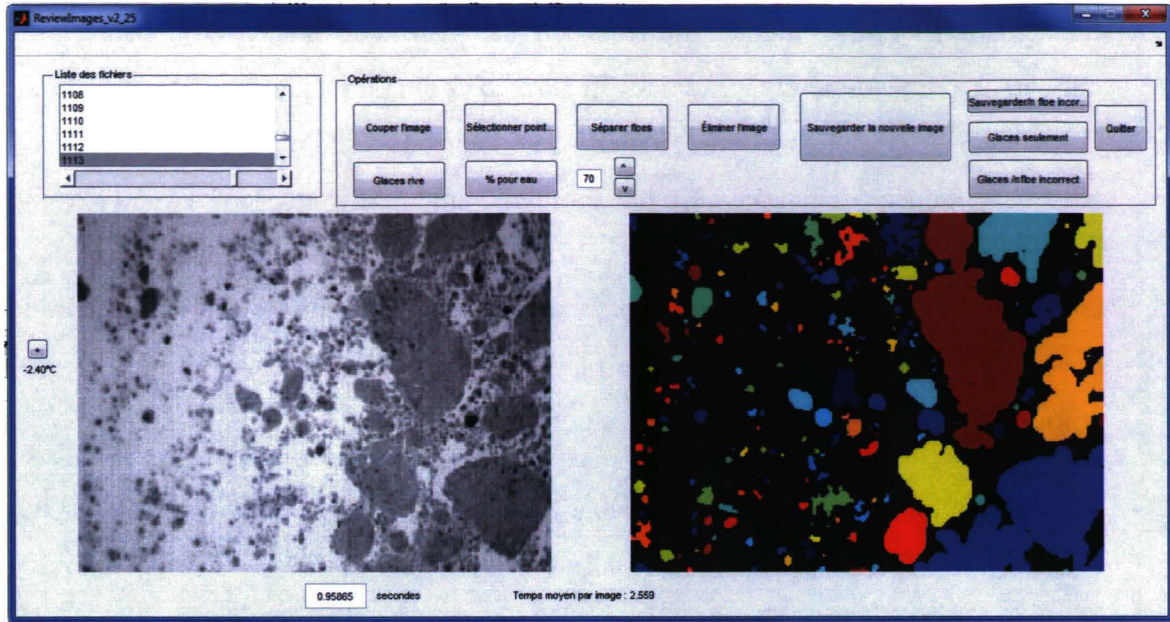 ReviewImages_v2_25
Liste des fichiers
1108
1109
1110
1111
1112
1113
Opérations
Couper l'image
Sélectionner point...
Séparer floes
Éliminer l'image
Sauvegarder la nouvelle image
Sauvegarder/n floe incor...
Glaces seulement
Quitter
Glaces rive
% pour eau
70
Glaces /nfloe incorrect
-2.40°C
0.95865 secondes
Temps moyen par image : 2.559